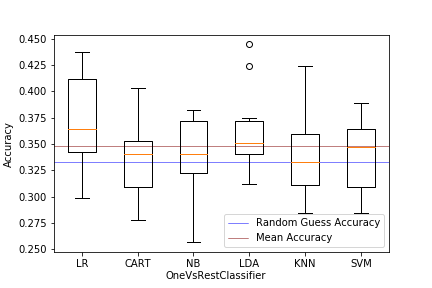 0.450
0.425
0.400
0.375
0.350
0.325
0.300
0.275
0.250
Accuracy
Random Guess Accuracy
Mean Accuracy
LR CART NB LDA KNN SVM
OneVsRestClassifier